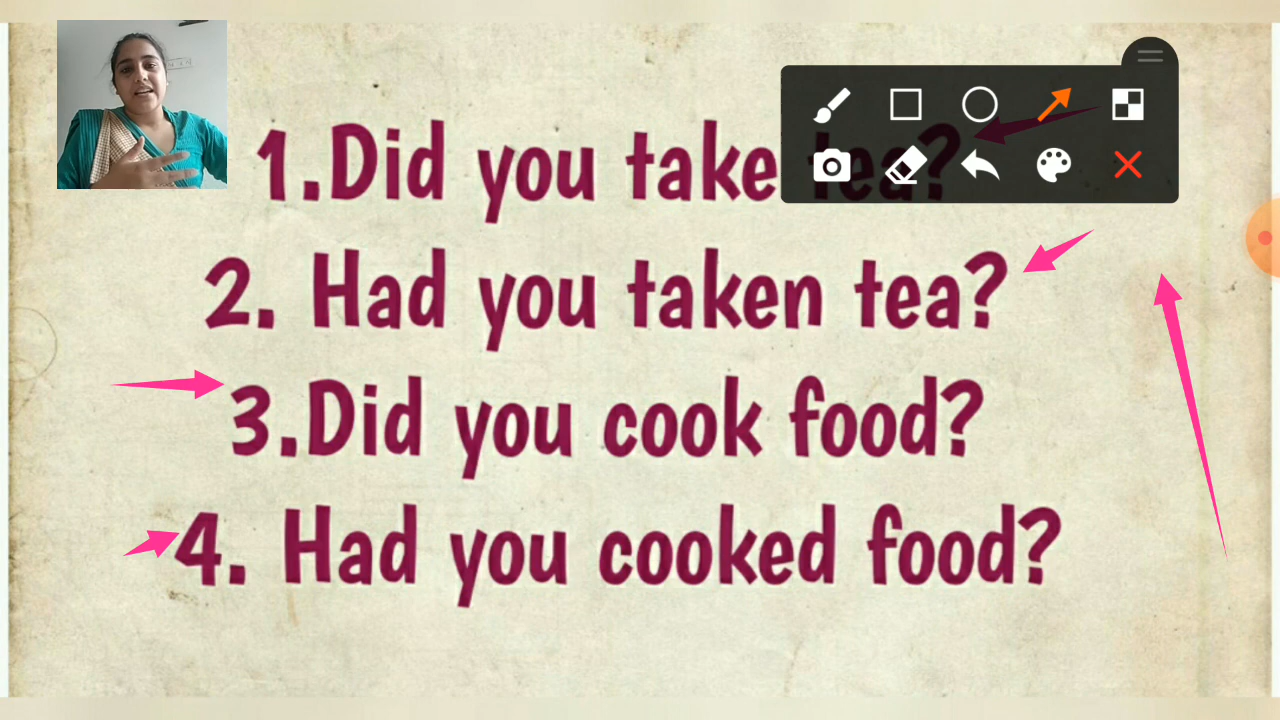 1.Did you take tea?
2. Had you taken tea?
3.Did you cook food?
4. Had you cooked food?